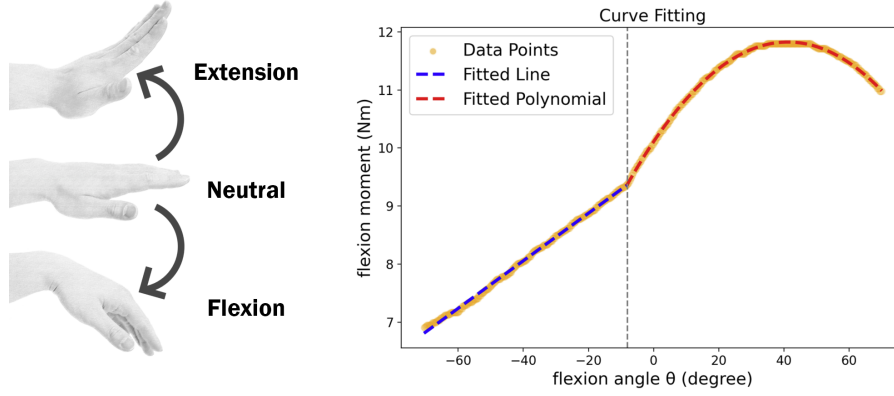 Extension
Neutral
Flexion
Curve Fitting
Data Points
Fitted Line
Fitted Polynomial
flexion moment (Nm)
12
11
10
9
8
7
−60
−40
−20
0
20
40
60
flexion angle θ (degree)